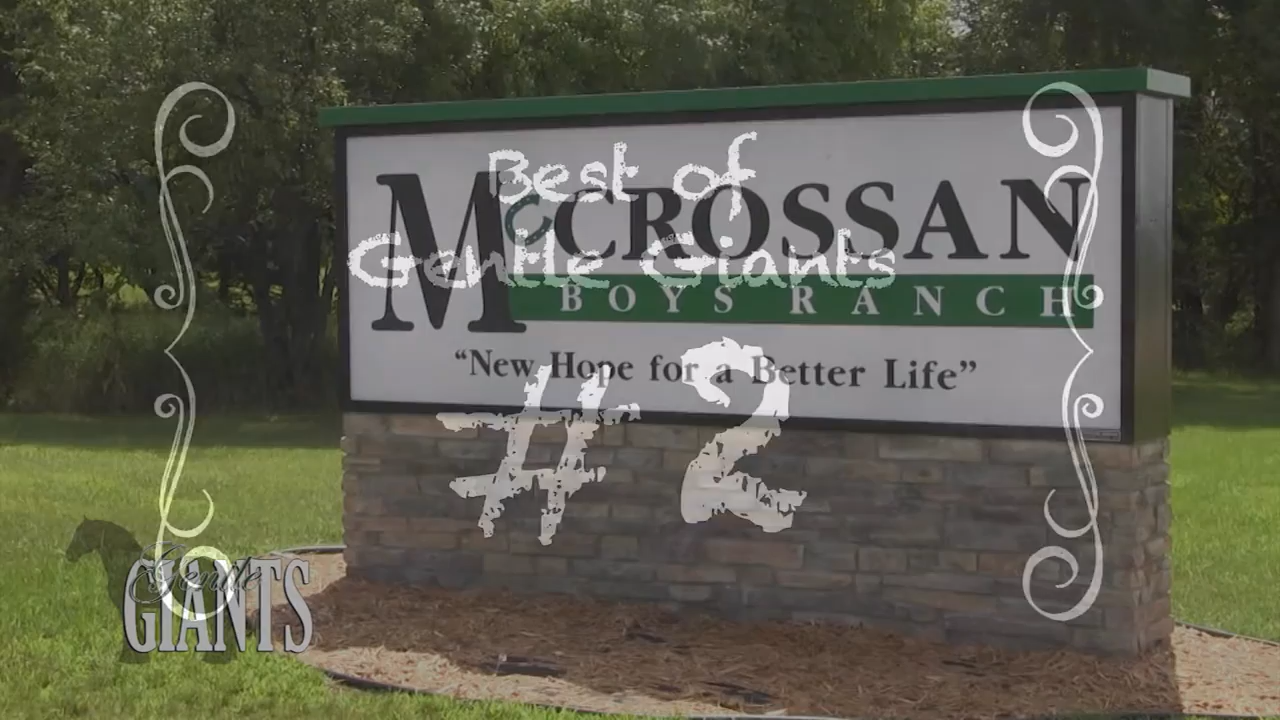 Best of
Gentle Giants
#2
McCROSSAN
BOYS RANCH
“New Hope for a Better Life”
Gentle
GIANTS